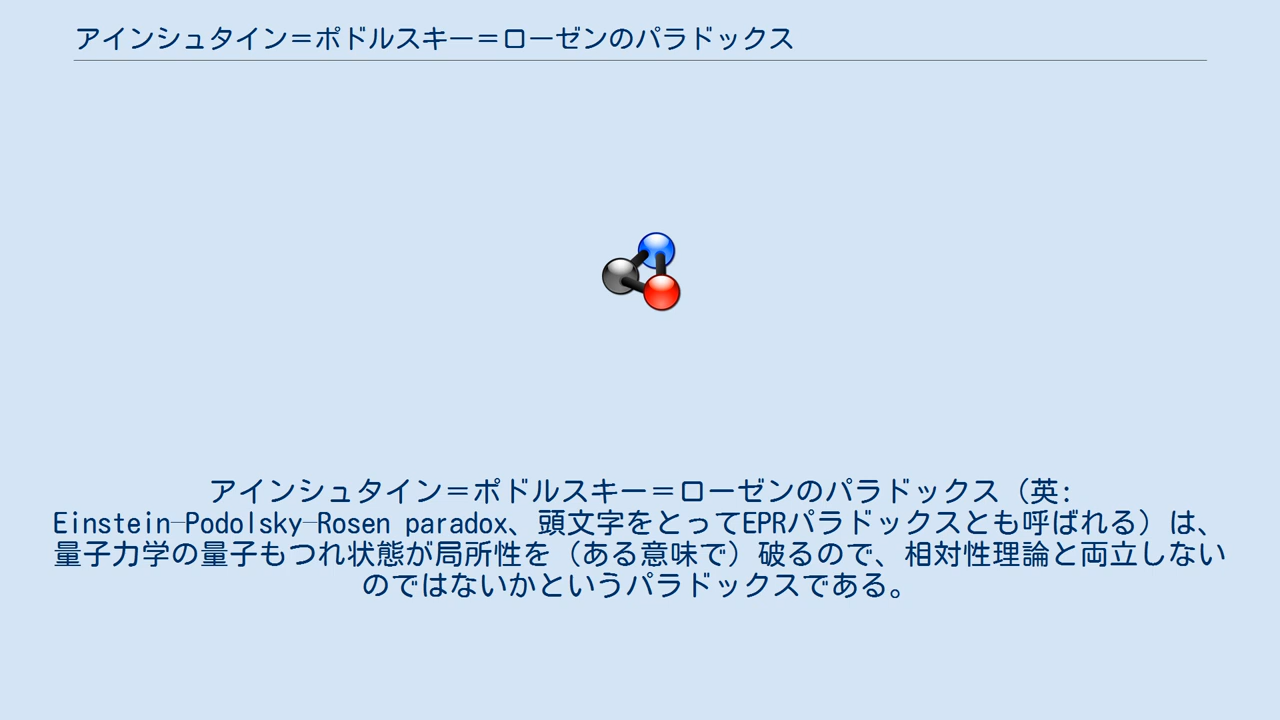 アインシュタイン＝ポドルスキー＝ローゼンのパラドックス
アインシュタイン＝ポドルスキー＝ローゼンのパラドックス（英:
Einstein–Podolsky–Rosen paradox、頭文字をとってEPRパラドックスとも呼ばれる）は、
量子力学の量子もつれ状態が局所性を（ある意味で）破るので、相対性理論と両立しない
のではないかというパラドックスである。